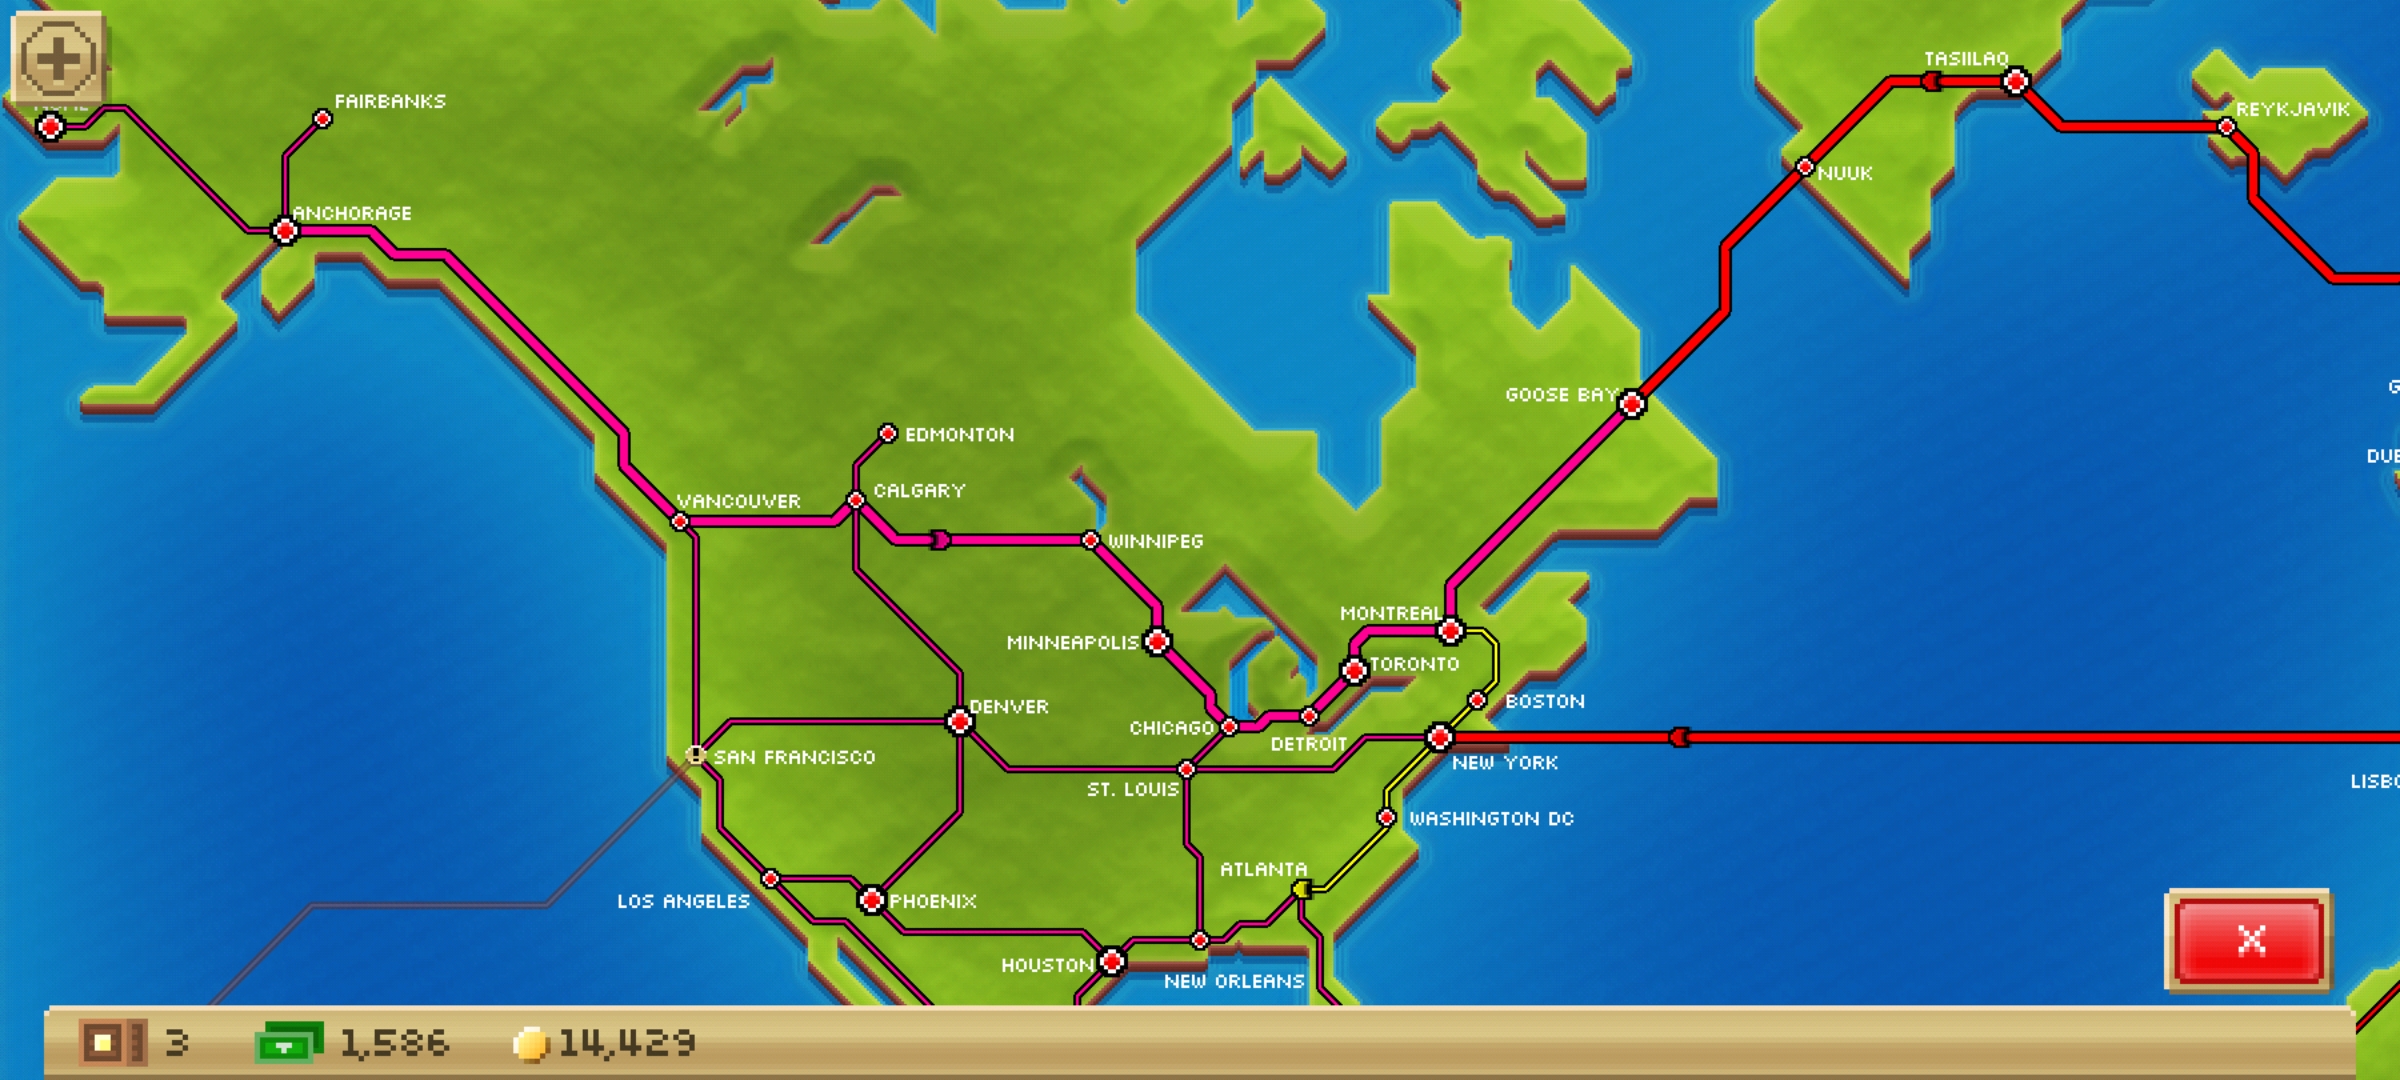 TASIILAQ
FAIRBANKS
REYKJAVIK
NUUK
ANCHORAGE
GOOSE BAY
EDMONTON
CALGARY
VANCOUVER
WINNIPEG
MONTREAL
MINNEAPOLIS
TORONTO
BOSTON
DENVER
CHICAGO
DETROIT
SAN FRANCISCO
NEW YORK
ST. LOUIS
WASHINGTON DC
ATLANTA
LOS ANGELES
PHOENIX
HOUSTON
NEW ORLEANS
X
3
1,586
14,429